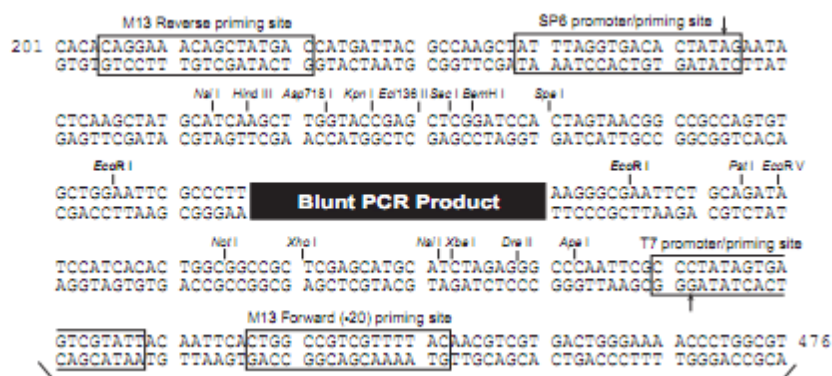 M13 Reverse priming site SP6 promoter/priming site
201 CACACAGGAA ACAGCTATGAC CATGATTAC GCCAAGCTAT TTAGGTGACA CTATAGAATA
GTGTGTCCTT TGTCGATACTG GTACTAATG CGGTTCGATA AATCCACTGT GATATCTTAT
Nsi I Hind III Asp718 I Kpn I Ecl136 II Sac I BamH I Spe I
CTCAAGCTAT GCATCAAGCT TGGTACCGAG CTCGGATCCA CTAGTAACGG CCGCCAGTGT
GAGTTCGATA CGTAGTTCGA ACCATGGCTC GAGCCTAGGT GATCATTGCC GGCGGTCACA
EcoR I EcoR I Pst I EcoR V
GCTGGAATTC GCCCTT Blunt PCR Product AAGGGCGAATTCT GCAGATA
CGACCTTAAG CGGGAA TTCCCGCTTAAGA CGTCTAT
Not I Xho I Nsi I Xba I Dra II Apa I T7 promoter/priming site
TCCATCACAC TGGCGGCCGC TCGAGCATGC ATCTAGAGGG CCCAATTCGC CCTATAGTGA
AGGTAGTGTG ACCGCCGGCG AGCTCGTACG TAGATCTCCC GGGTTAAGCG GGATATCACT
M13 Forward (-20) priming site
GTCGTATTAC AATTCACTGG CCGTCGTTTT ACAACGTCGT GACTGGGAAA ACCCTGGCGT 476
CAGCATAATG TTAAGTGACC GGCAGCAAAA TGTTGCAGCA CTGACCCTTT TGGGACCGCA